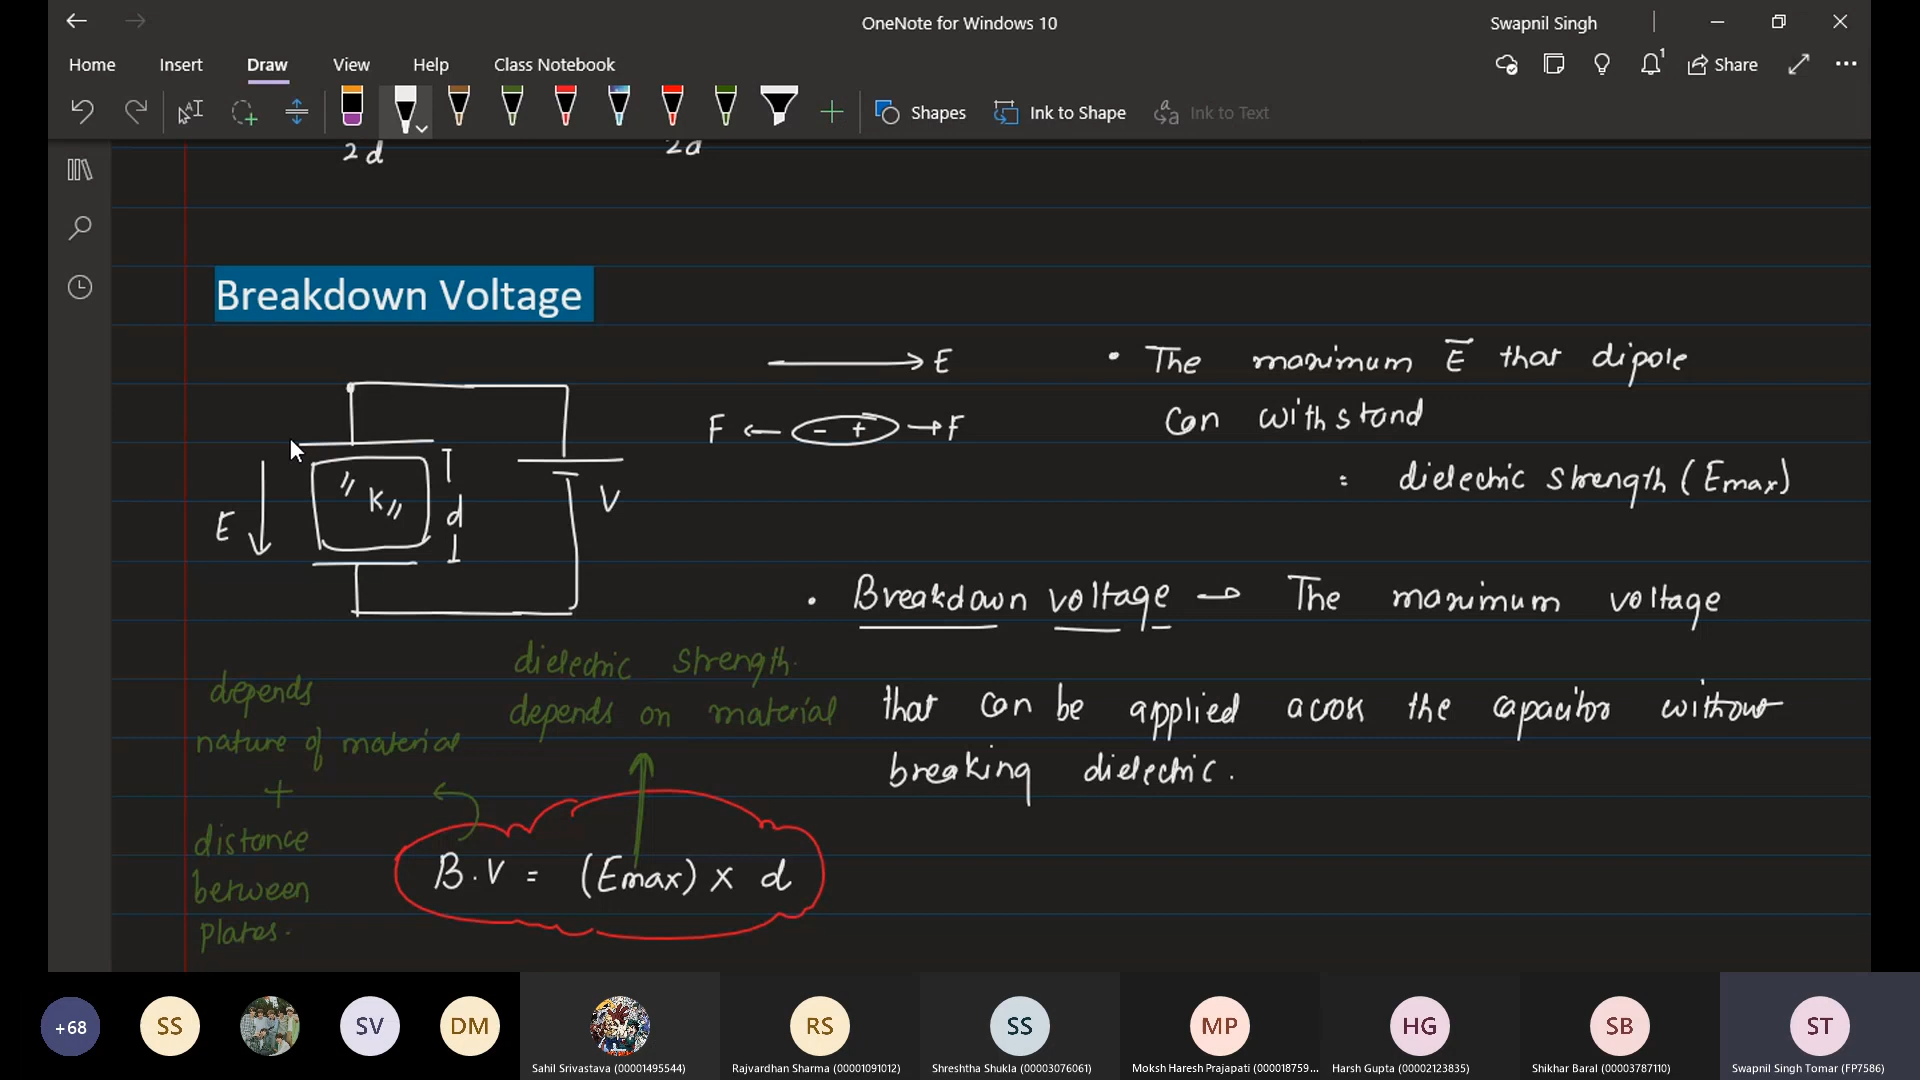 OneNote for Windows 10
Swapnil Singh
Home Insert Draw View Help Class Notebook
1 Share
Shapes Ink to Shape Ink to Text
2d 2d
Breakdown Voltage
E
F - + F
• The maximum E that dipole
can withstand
= dielectric strength (Emax)
"K"
d
E
V
• Breakdown voltage → The maximum voltage
that can be applied across the capacitor without
breaking dielectric.
dielectric strength.
depends on material
depends
nature of material
+
distance
between
plates.
B.V = (Emax) x d
+68
SS
SV
DM
RS
SS
MP
HG
SB
ST
Sahil Srivastava (00001495544)
Rajvardhan Sharma (00001091012)
Shreshtha Shukla (00003076061)
Moksh Haresh Prajapati (000018759...
Harsh Gupta (00002123835)
Shikhar Baral (00003787110)
Swapnil Singh Tomar (FP7586)